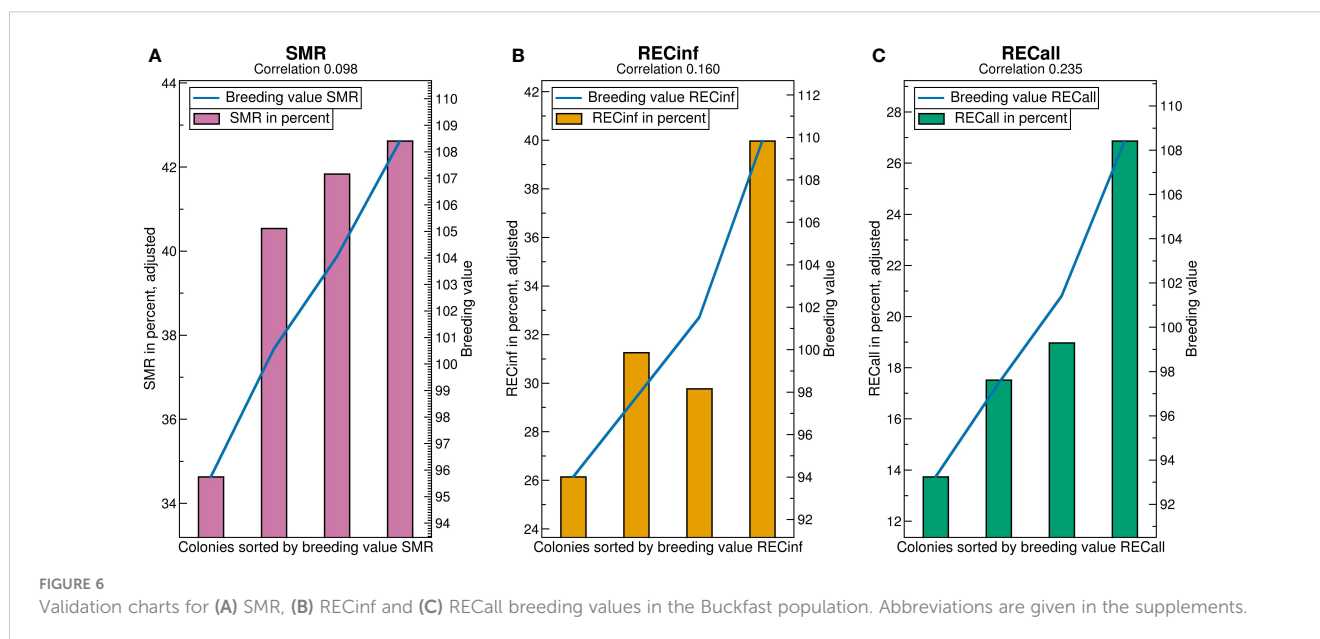 A
SMR
Correlation 0.098
Breeding value SMR
SMR in percent
44
42
40
38
36
34
SMR in percent, adjusted
110
109
108
107
106
105
104
103
102
101
100
99
98
97
96
95
94
Breeding value
Colonies sorted by breeding value SMR
B
RECinf
Correlation 0.160
Breeding value RECinf
RECinf in percent
42
40
38
36
34
32
30
28
26
24
RECinf in percent, adjusted
112
110
108
106
104
102
100
98
96
94
92
Breeding value
Colonies sorted by breeding value RECinf
C
RECall
Correlation 0.235
Breeding value RECall
RECall in percent
28
26
24
22
20
18
16
14
12
RECall in percent, adjusted
110
108
106
104
102
100
98
96
94
92
Breeding value
Colonies sorted by breeding value RECall
FIGURE 6
Validation charts for (A) SMR, (B) RECinf and (C) RECall breeding values in the Buckfast population. Abbreviations are given in the supplements.